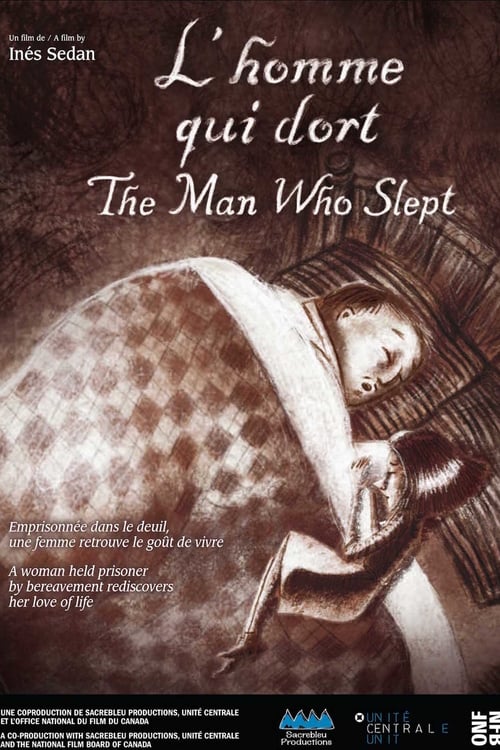 Un film de / A film by
Inés Sedan
L'homme
qui dort
The Man Who Slept
Emprisonnée dans le deuil,
une femme retrouve le goût de vivre
A woman held prisoner
by bereavement rediscovers
her love of life
UNE COPRODUCTION DE SACREBLEU PRODUCTIONS, UNITÉ CENTRALE
ET L'OFFICE NATIONAL DU FILM DU CANADA
A CO-PRODUCTION WITH SACREBLEU PRODUCTIONS, UNITÉ CENTRALE
AND THE NATIONAL FILM BOARD OF CANADA
Sacrebleu
Productions
UNITÉ
CENTRALE
UNIT
ONF